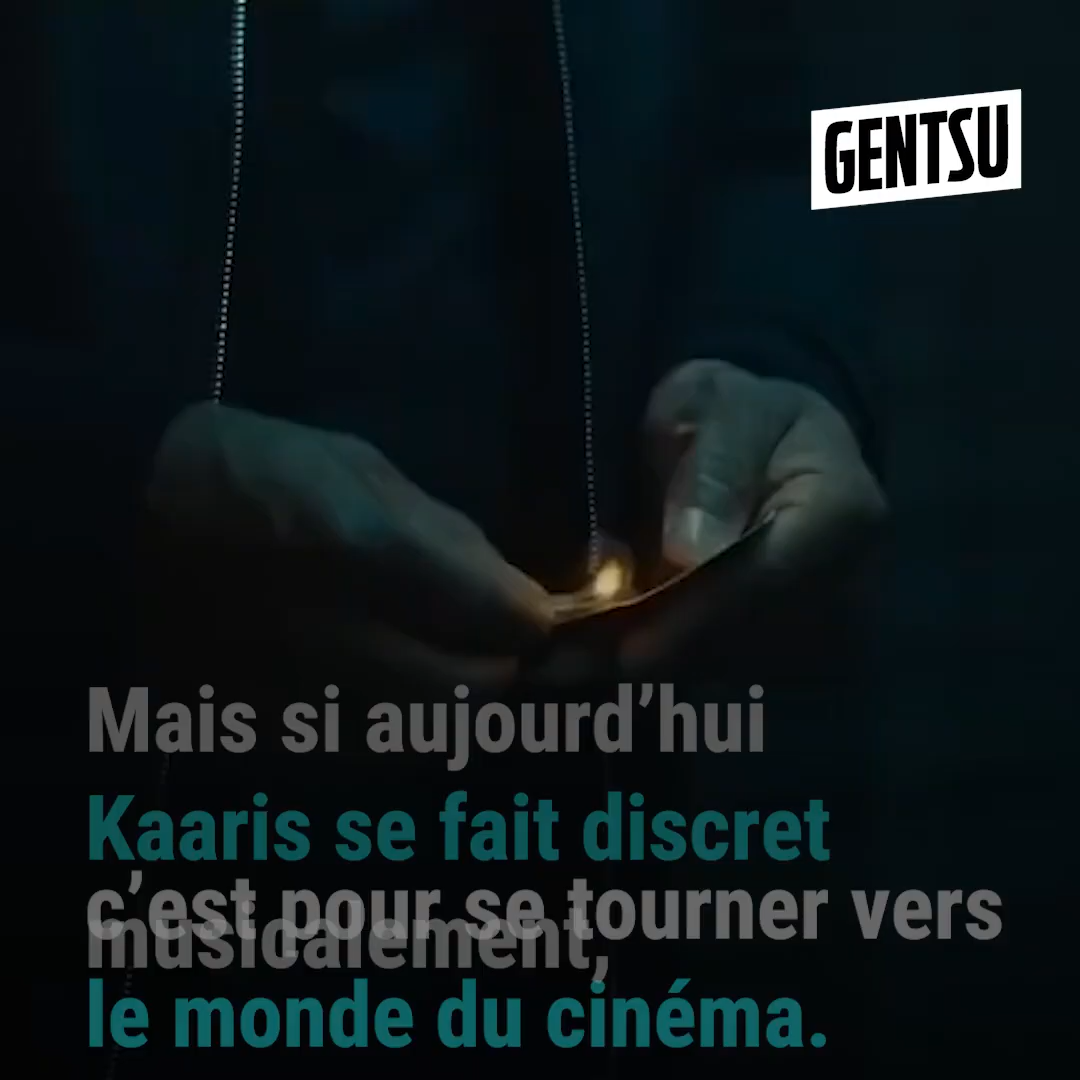 GENTSU
Mais si aujourd’hui
Kaaris se fait discret
musicalement,
c’est pour se tourner vers
le monde du cinéma.